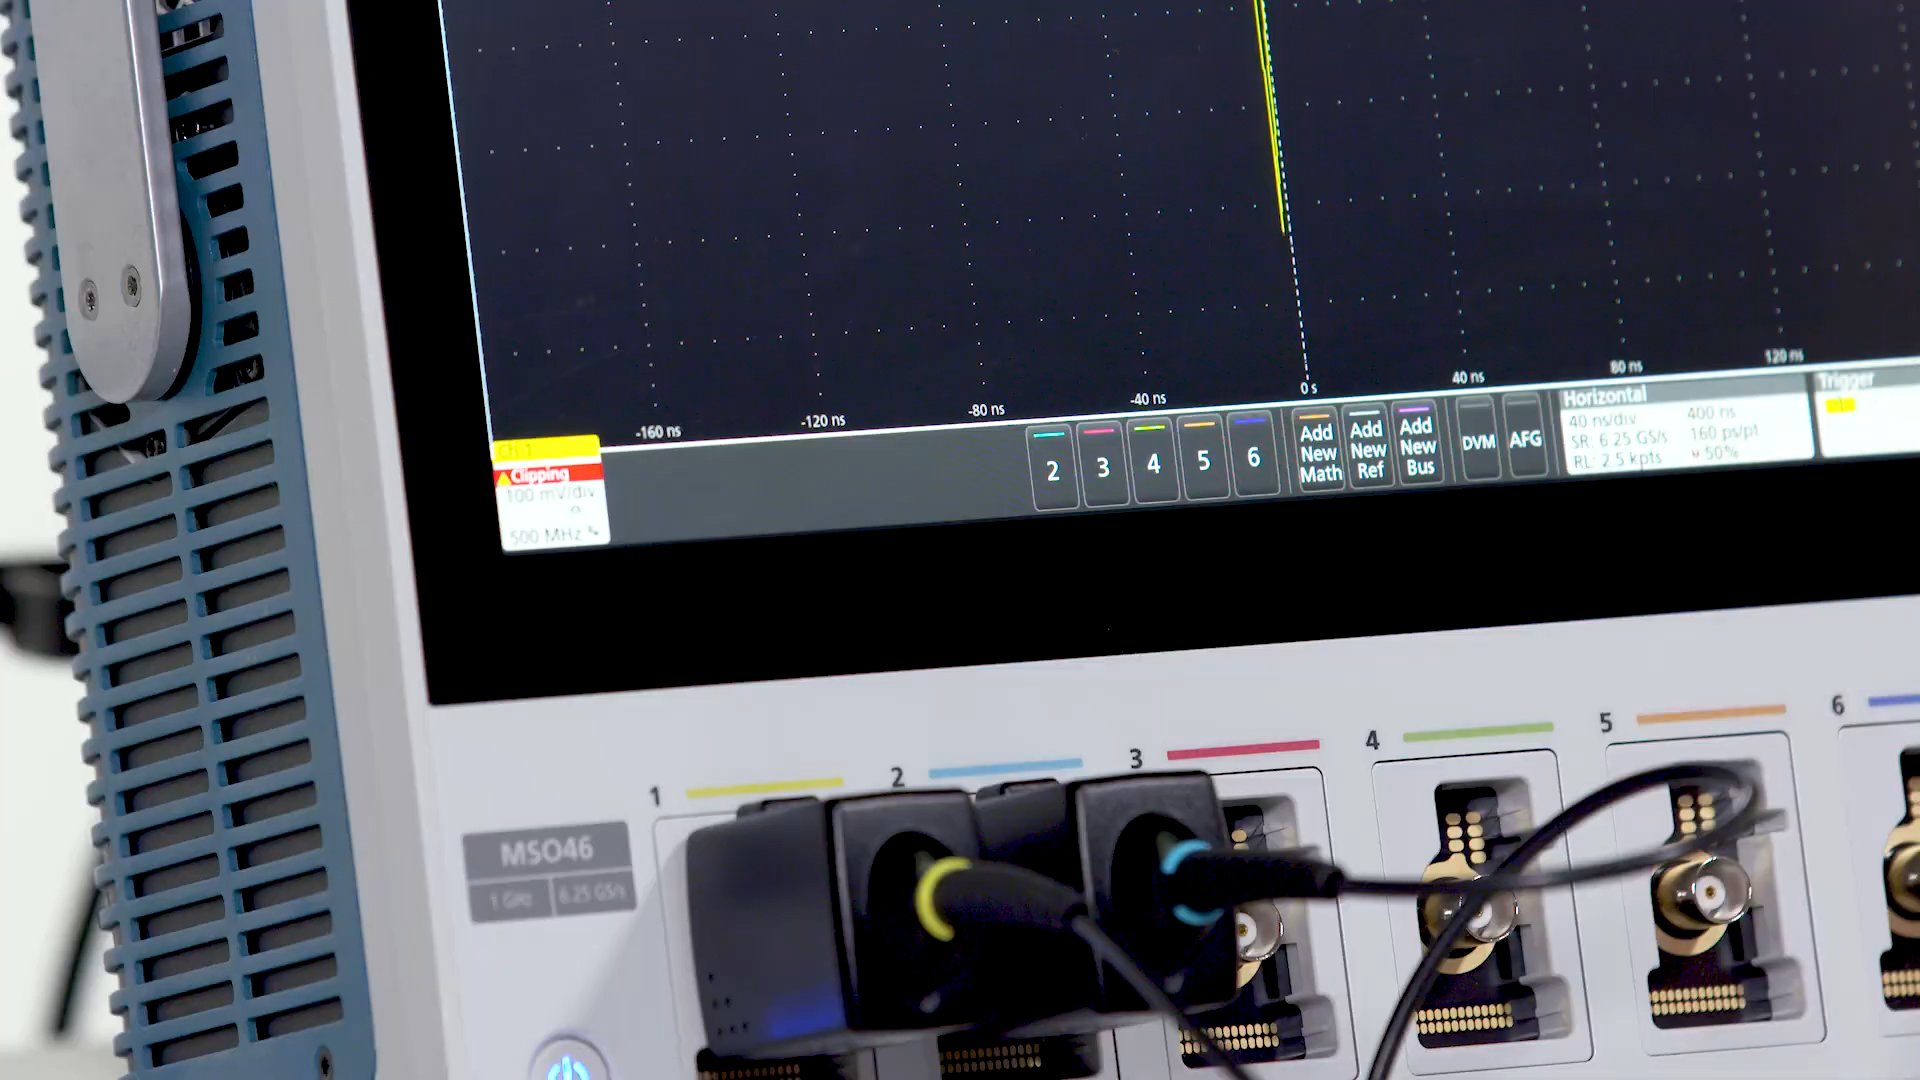 -160 ns
-120 ns
-80 ns
-40 ns
0 s
40 ns
80 ns
120 ns
Ch 1
Clipping
100 mV/div
500 MHz
2
3
4
5
6
Add New Math
Add New Ref
Add New Bus
DVM
AFG
Horizontal
40 ns/div 400 ns
SR: 6.25 GS/s 160 ps/pt
RL: 2.5 kpts 50%
Trigger
1
2
3
4
5
6
MSO46
1 GHz 6.25 GS/s